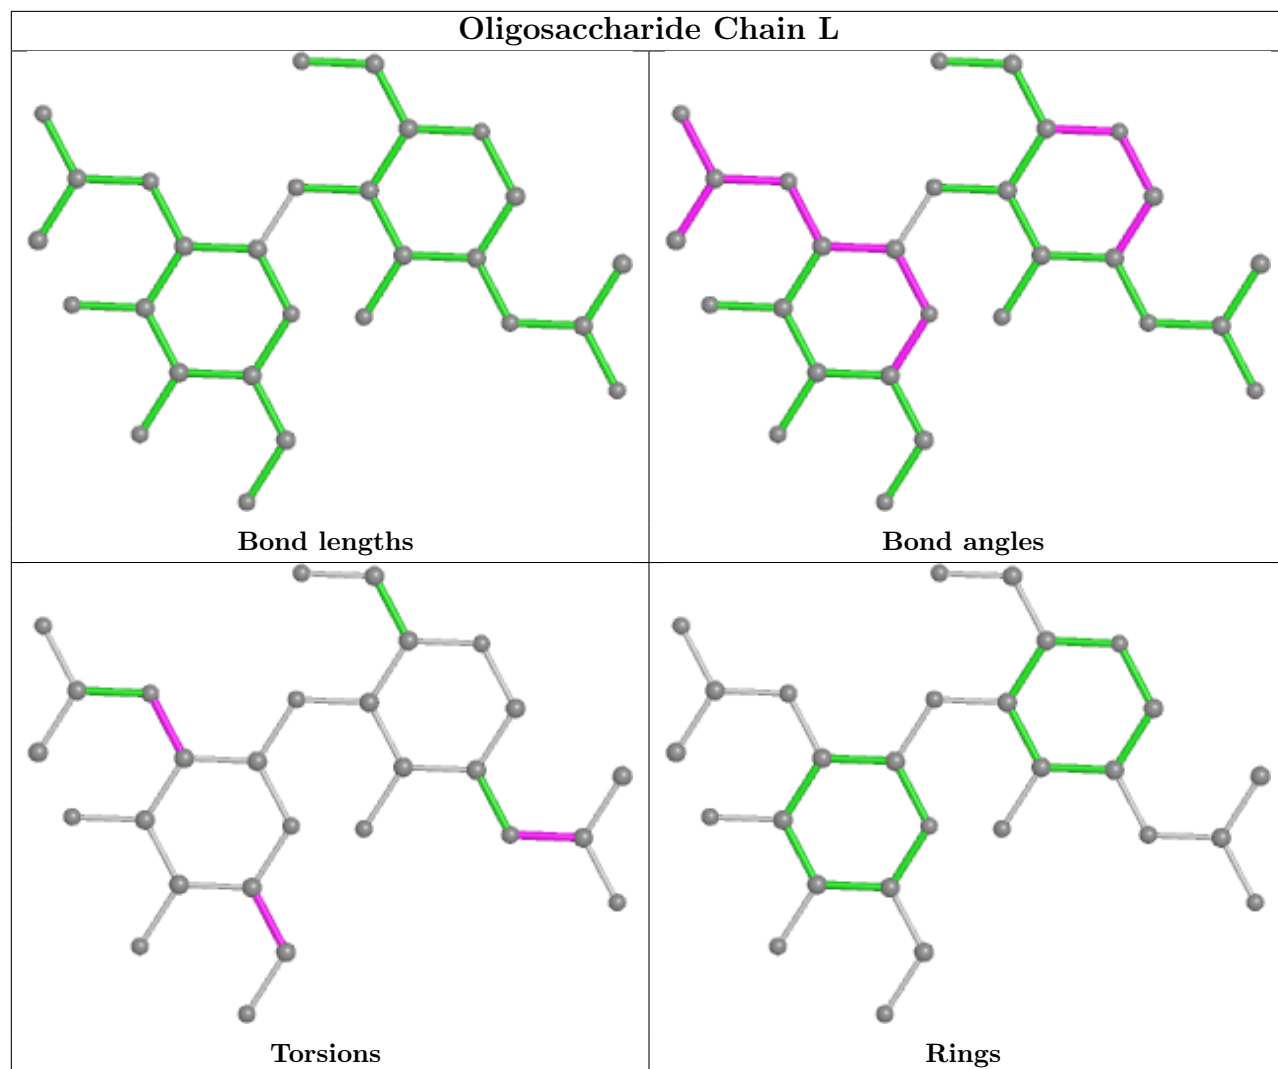 Oligosaccharide Chain L
Bond lengths
Bond angles
Torsions
Rings